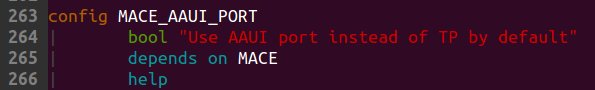 263 config MACE_AAUI_PORT
264 | bool "Use AAUI port instead of TP by default"
265 | depends on MACE
266 | help